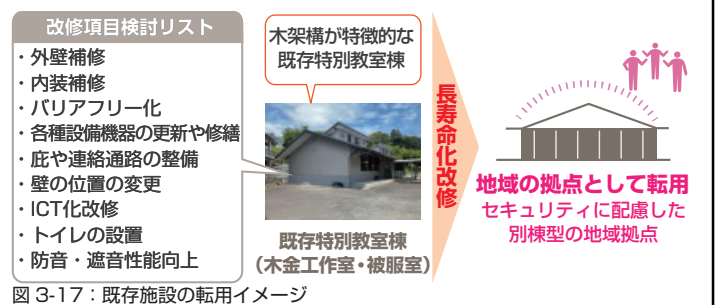 改修項目検討リスト
・外壁補修
・内装補修
・バリアフリー化
・各種設備機器の更新や修繕
・庇や連絡通路の整備
・壁の位置の変更
・ICT化改修
・トイレの設置
・防音・遮音性能向上
木架構が特徴的な
既存特別教室棟
既存特別教室棟
（木金工作室・被服室）
長寿命化改修
地域の拠点として転用
セキュリティに配慮した
別棟型の地域拠点
図 3-17：既存施設の転用イメージ